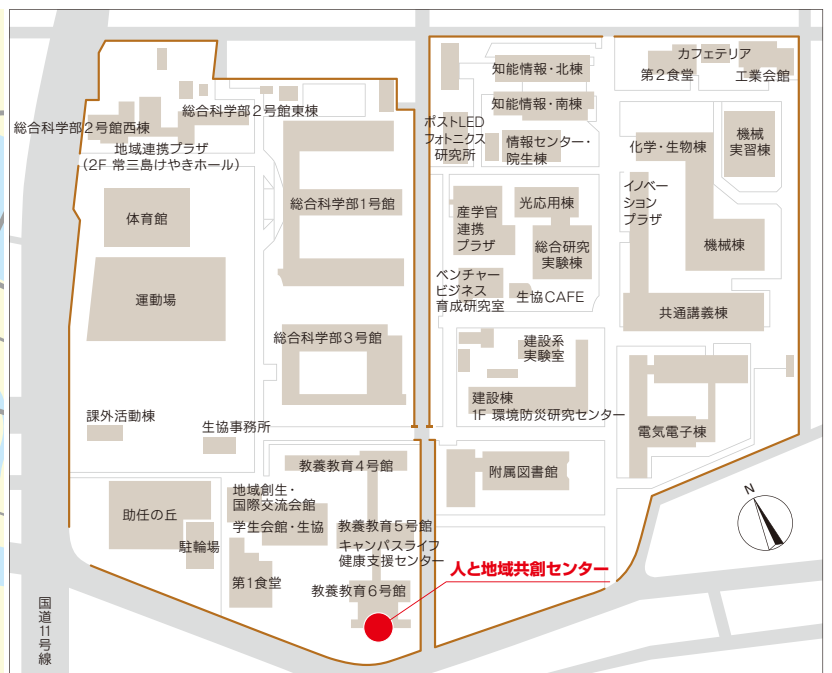 知能情報・北棟
カフェテリア
第2食堂
工業会館
総合科学部2号館東棟
知能情報・南棟
総合科学部2号館西棟
ポストLED
フォトニクス
研究所
情報センター・
院生棟
化学・生物棟
機械
実習棟
地域連携プラザ
(2F 常三島けやきホール)
体育館
総合科学部1号館
産学官
連携
プラザ
光応用棟
イノベー
ション
プラザ
総合研究
実験棟
機械棟
ベンチャー
ビジネス
育成研究室
生協CAFE
運動場
共通講義棟
総合科学部3号館
建設系
実験室
建設棟
1F 環境防災研究センター
課外活動棟
生協事務所
電気電子棟
教養教育4号館
附属図書館
地域創生・
国際交流会館
助任の丘
学生会館・生協
教養教育5号館
キャンパスライフ
健康支援センター
駐輪場
第1食堂
教養教育6号館
人と地域共創センター
国道11号線
N